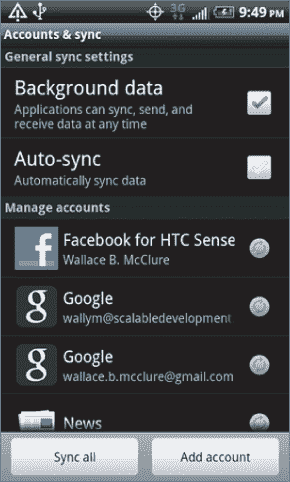 3G
9:49 PM
Accounts & sync
General sync settings
Background data
Applications can sync, send, and
receive data at any time
Auto-sync
Automatically sync data
Manage accounts
f
Facebook for HTC Sense
Wallace B. McClure
g
Google
wallym@scalabledevelopment
g
Google
wallace.b.mcclure@gmail.com
News
Sync all
Add account